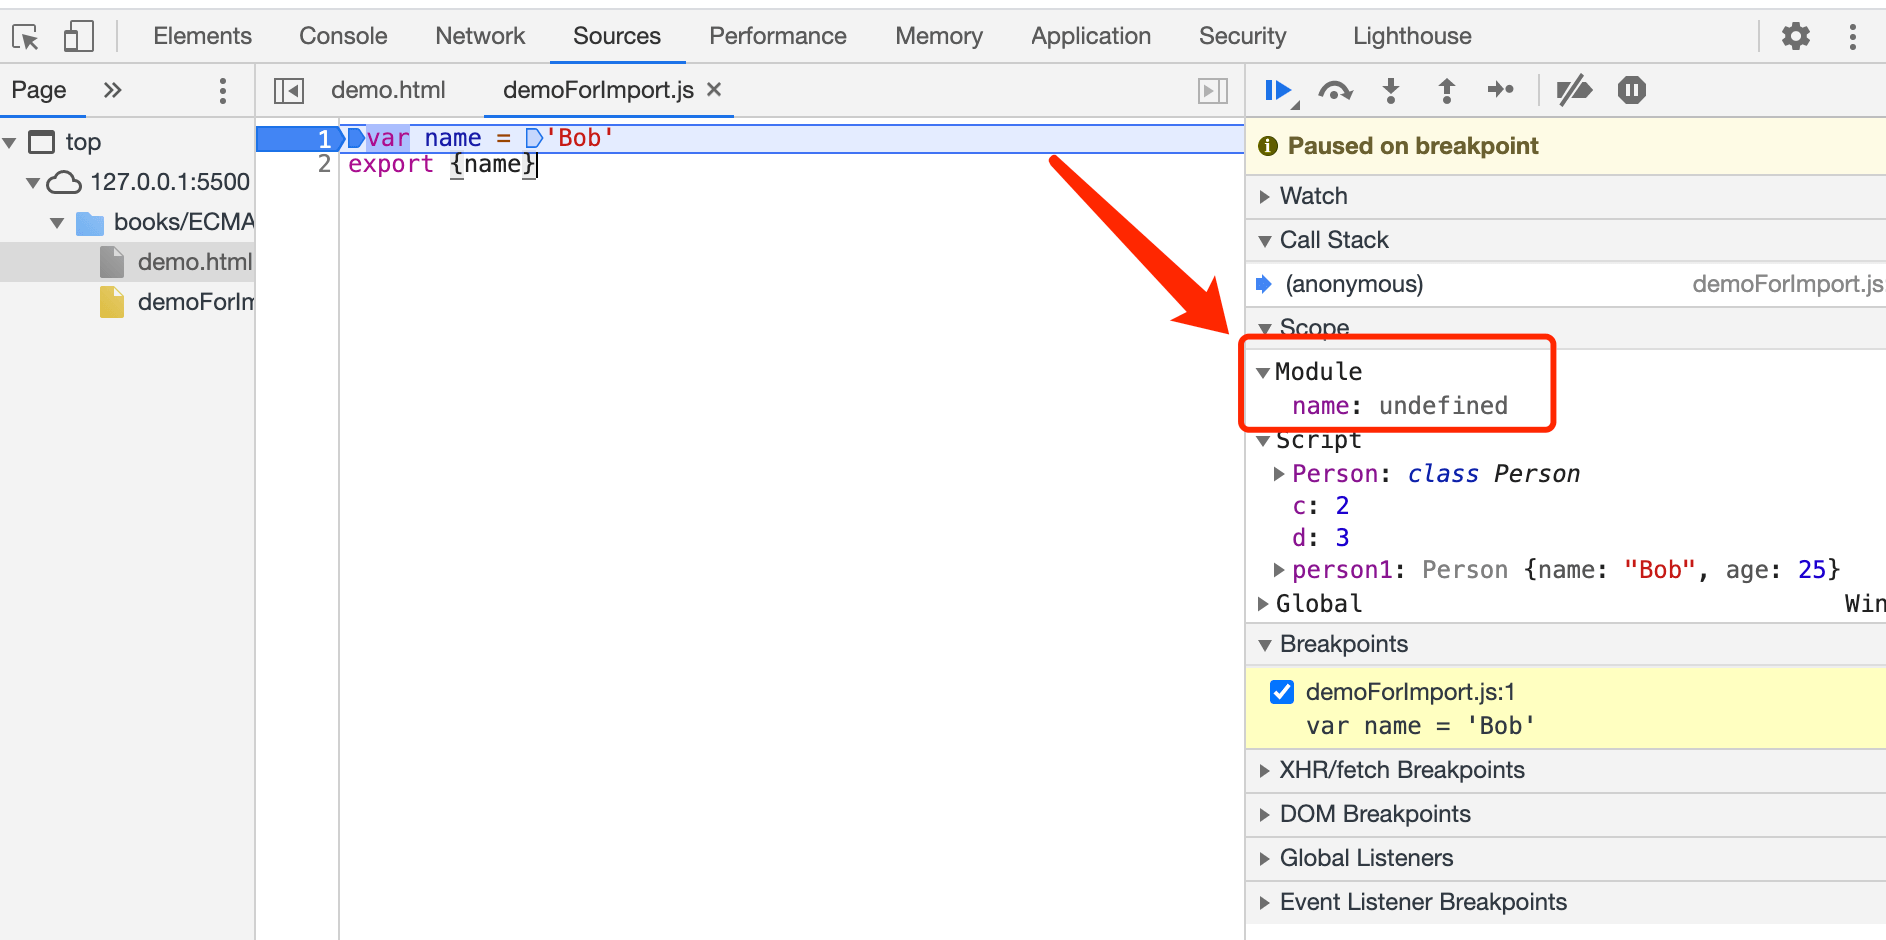 Elements Console Network Sources Performance Memory Application Security Lighthouse
Page
demo.html demoForImport.js
top
127.0.0.1:5500
books/ECMA
demo.html
demoForIm
1 var name = 'Bob'
2 export {name}
Paused on breakpoint
Watch
Call Stack
(anonymous) demoForImport.js:
Scope
Module
name: undefined
Script
Person: class Person
c: 2
d: 3
person1: Person {name: "Bob", age: 25}
Global Win
Breakpoints
demoForImport.js:1
var name = 'Bob'
XHR/fetch Breakpoints
DOM Breakpoints
Global Listeners
Event Listener Breakpoints